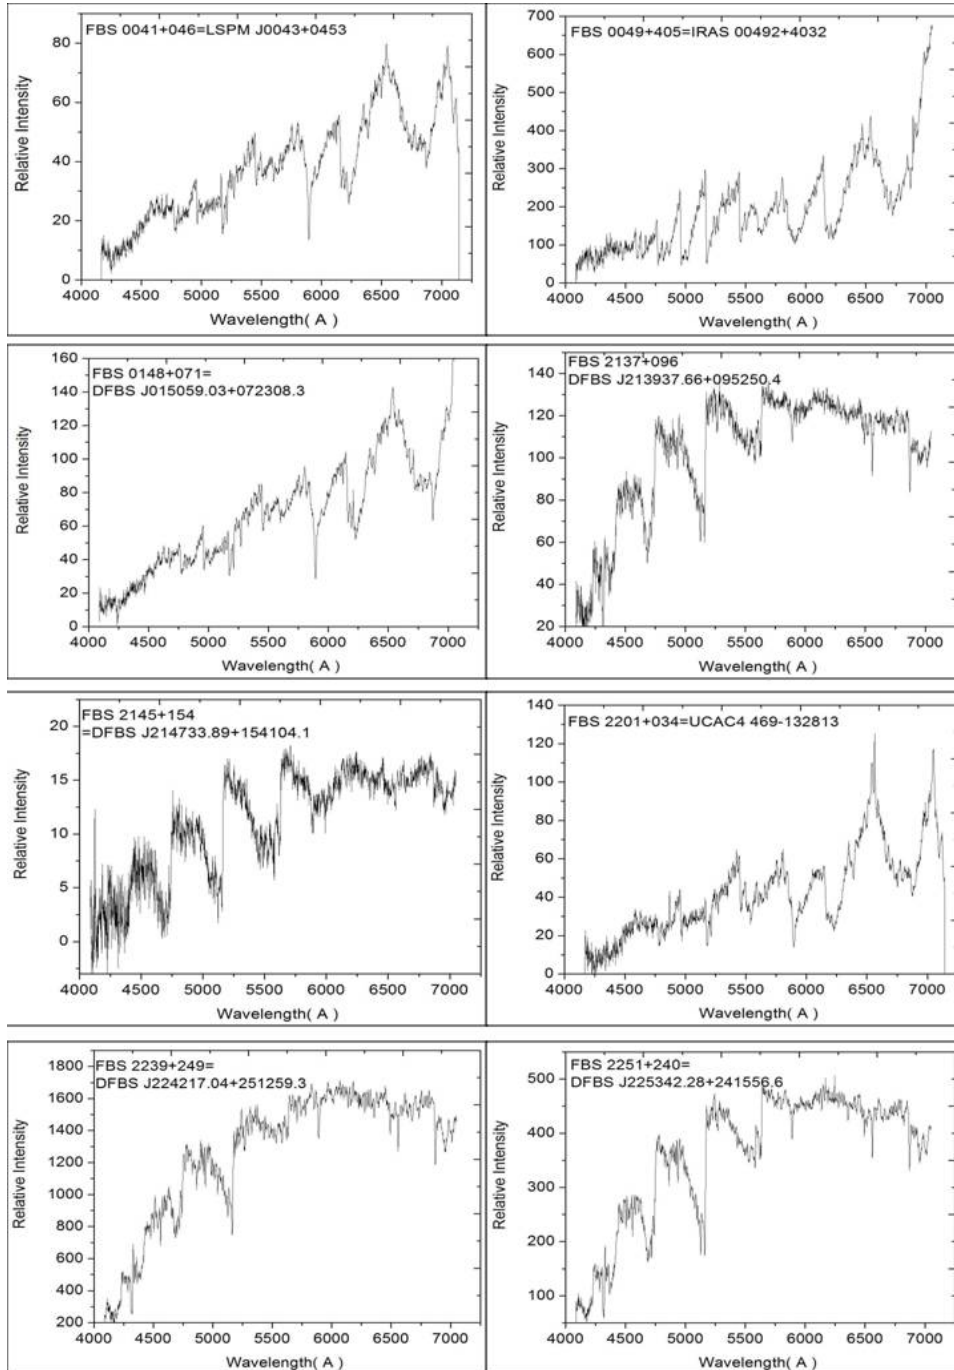 FBS 0041+046=LSPM J0043+0453
80
60
40
20
0
4000 4500 5000 5500 6000 6500 7000
Relative Intensity
Wavelength( A )
FBS 0049+405=IRAS 00492+4032
700
600
500
400
300
200
100
0
4000 4500 5000 5500 6000 6500 7000
Relative Intensity
Wavelength( A )
FBS 0148+071=
DFBS J015059.03+072308.3
160
140
120
100
80
60
40
20
0
4000 4500 5000 5500 6000 6500 7000
Relative Intensity
Wavelength( A )
FBS 2137+096
DFBS J213937.66+095250.4
140
120
100
80
60
40
20
4000 4500 5000 5500 6000 6500 7000
Relative Intensity
Wavelength( A )
FBS 2145+154
=DFBS J214733.89+154104.1
20
15
10
5
0
4000 4500 5000 5500 6000 6500 7000
Relative Intensity
Wavelength( A )
FBS 2201+034=UCAC4 469-132813
140
120
100
80
60
40
20
0
4000 4500 5000 5500 6000 6500 7000
Relative Intensity
Wavelength( A )
FBS 2239+249=
DFBS J224217.04+251259.3
1800
1600
1400
1200
1000
800
600
400
200
4000 4500 5000 5500 6000 6500 7000
Relative Intensity
Wavelength( A )
FBS 2251+240=
DFBS J225342.28+241556.6
500
400
300
200
100
4000 4500 5000 5500 6000 6500 7000
Relative Intensity
Wavelength( A )